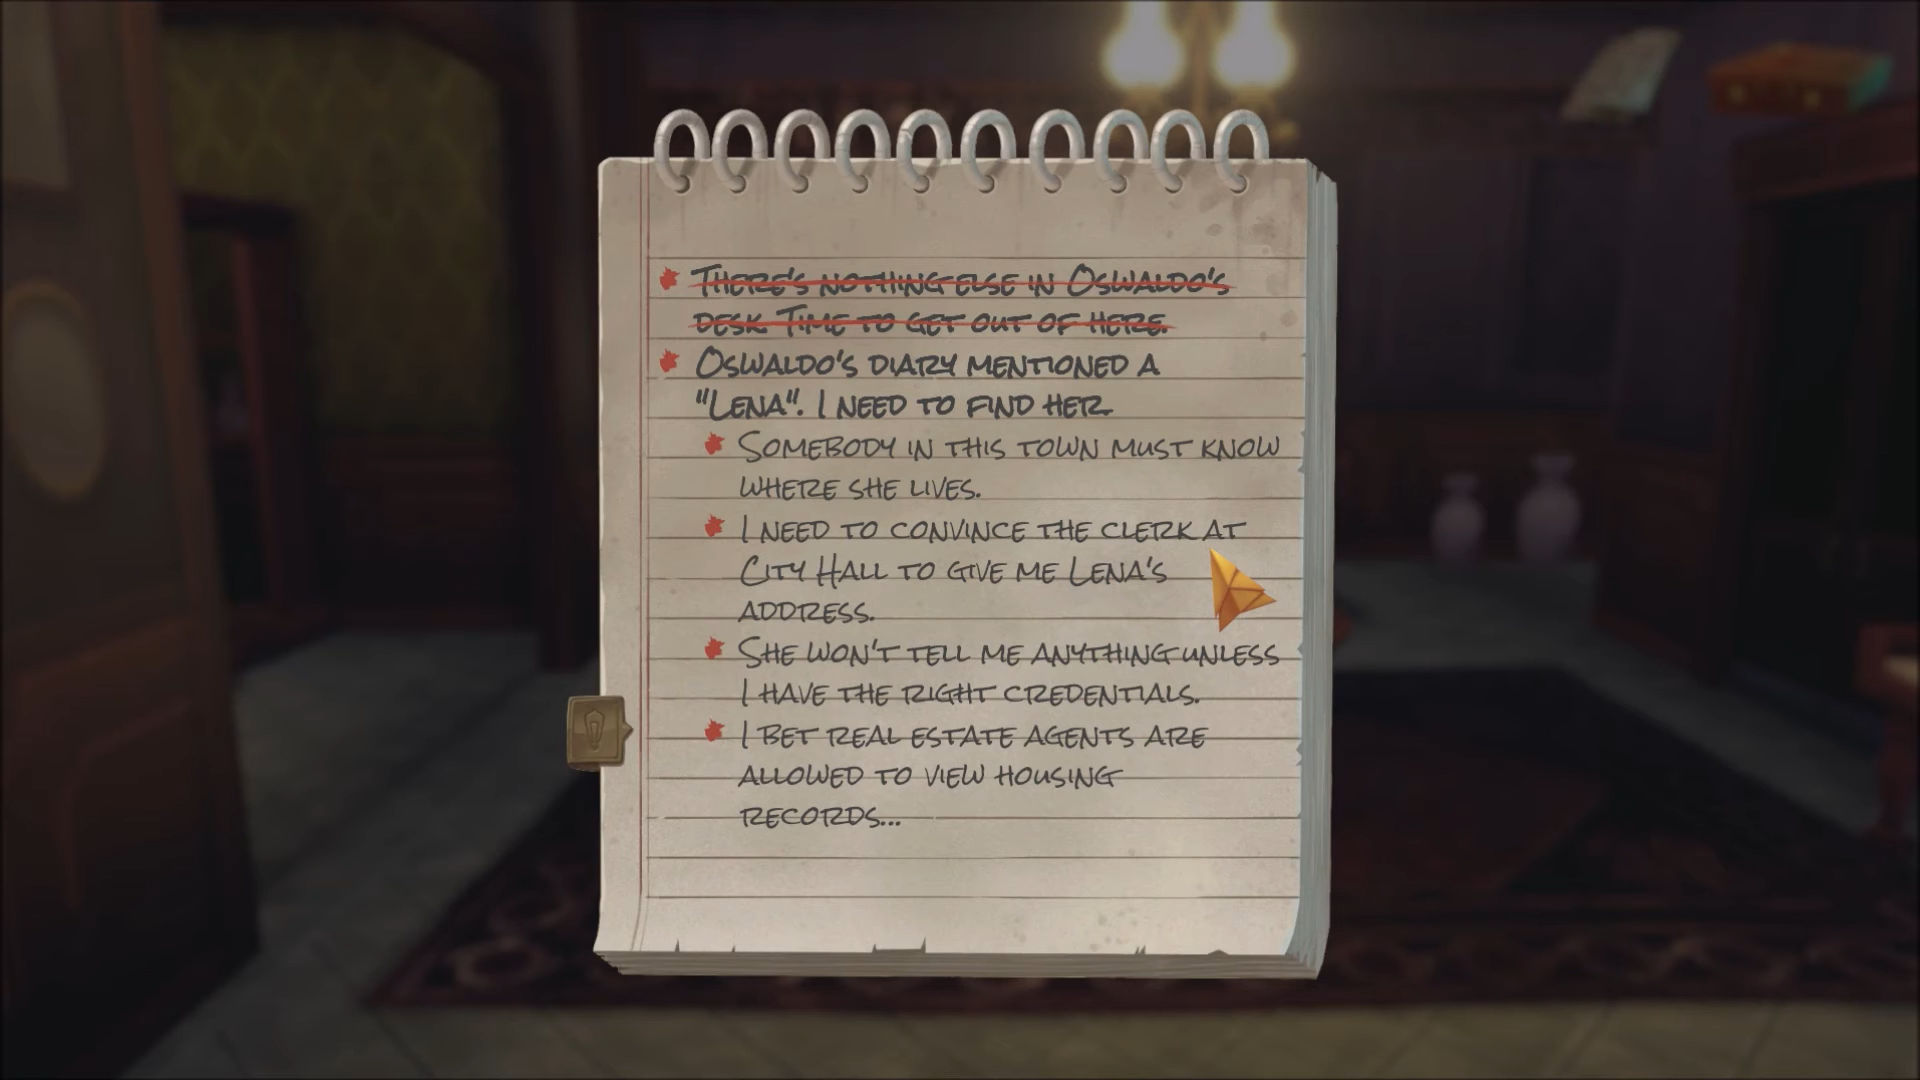 There's nothing else in Oswaldo's
desk. Time to get out of here.
Oswaldo's diary mentioned a
"Lena". I need to find her.
Somebody in this town must know
where she lives.
I need to convince the clerk at
City Hall to give me Lena's
address.
She won't tell me anything unless
I have the right credentials.
I bet real estate agents are
allowed to view housing
records...